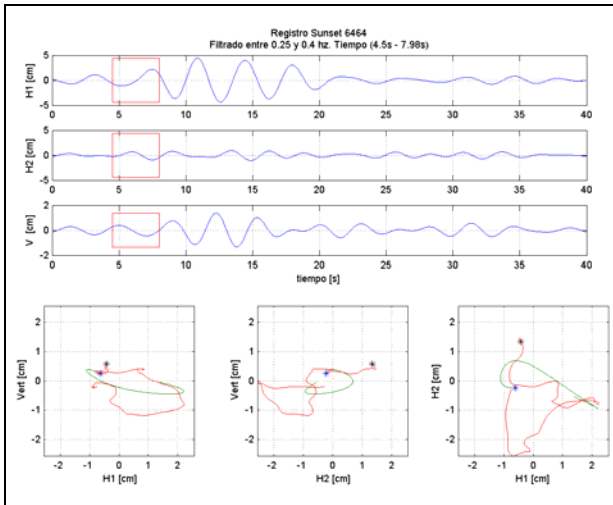 Registro Sunset 6464
Filtrado entre 0.25 y 0.4 hz. Tiempo (4.5s - 7.98s)
H1 [cm]
5
0
-5
0 5 10 15 20 25 30 35 40
H2 [cm]
5
0
-5
0 5 10 15 20 25 30 35 40
V [cm]
2
0
-2
0 5 10 15 20 25 30 35 40
tiempo [s]
Vert [cm]
2
1
0
-1
-2
-2 -1 0 1 2
H1 [cm]
Vert [cm]
2
1
0
-1
-2
-2 -1 0 1 2
H2 [cm]
H2 [cm]
2
1
0
-1
-2
-2 -1 0 1 2
H1 [cm]